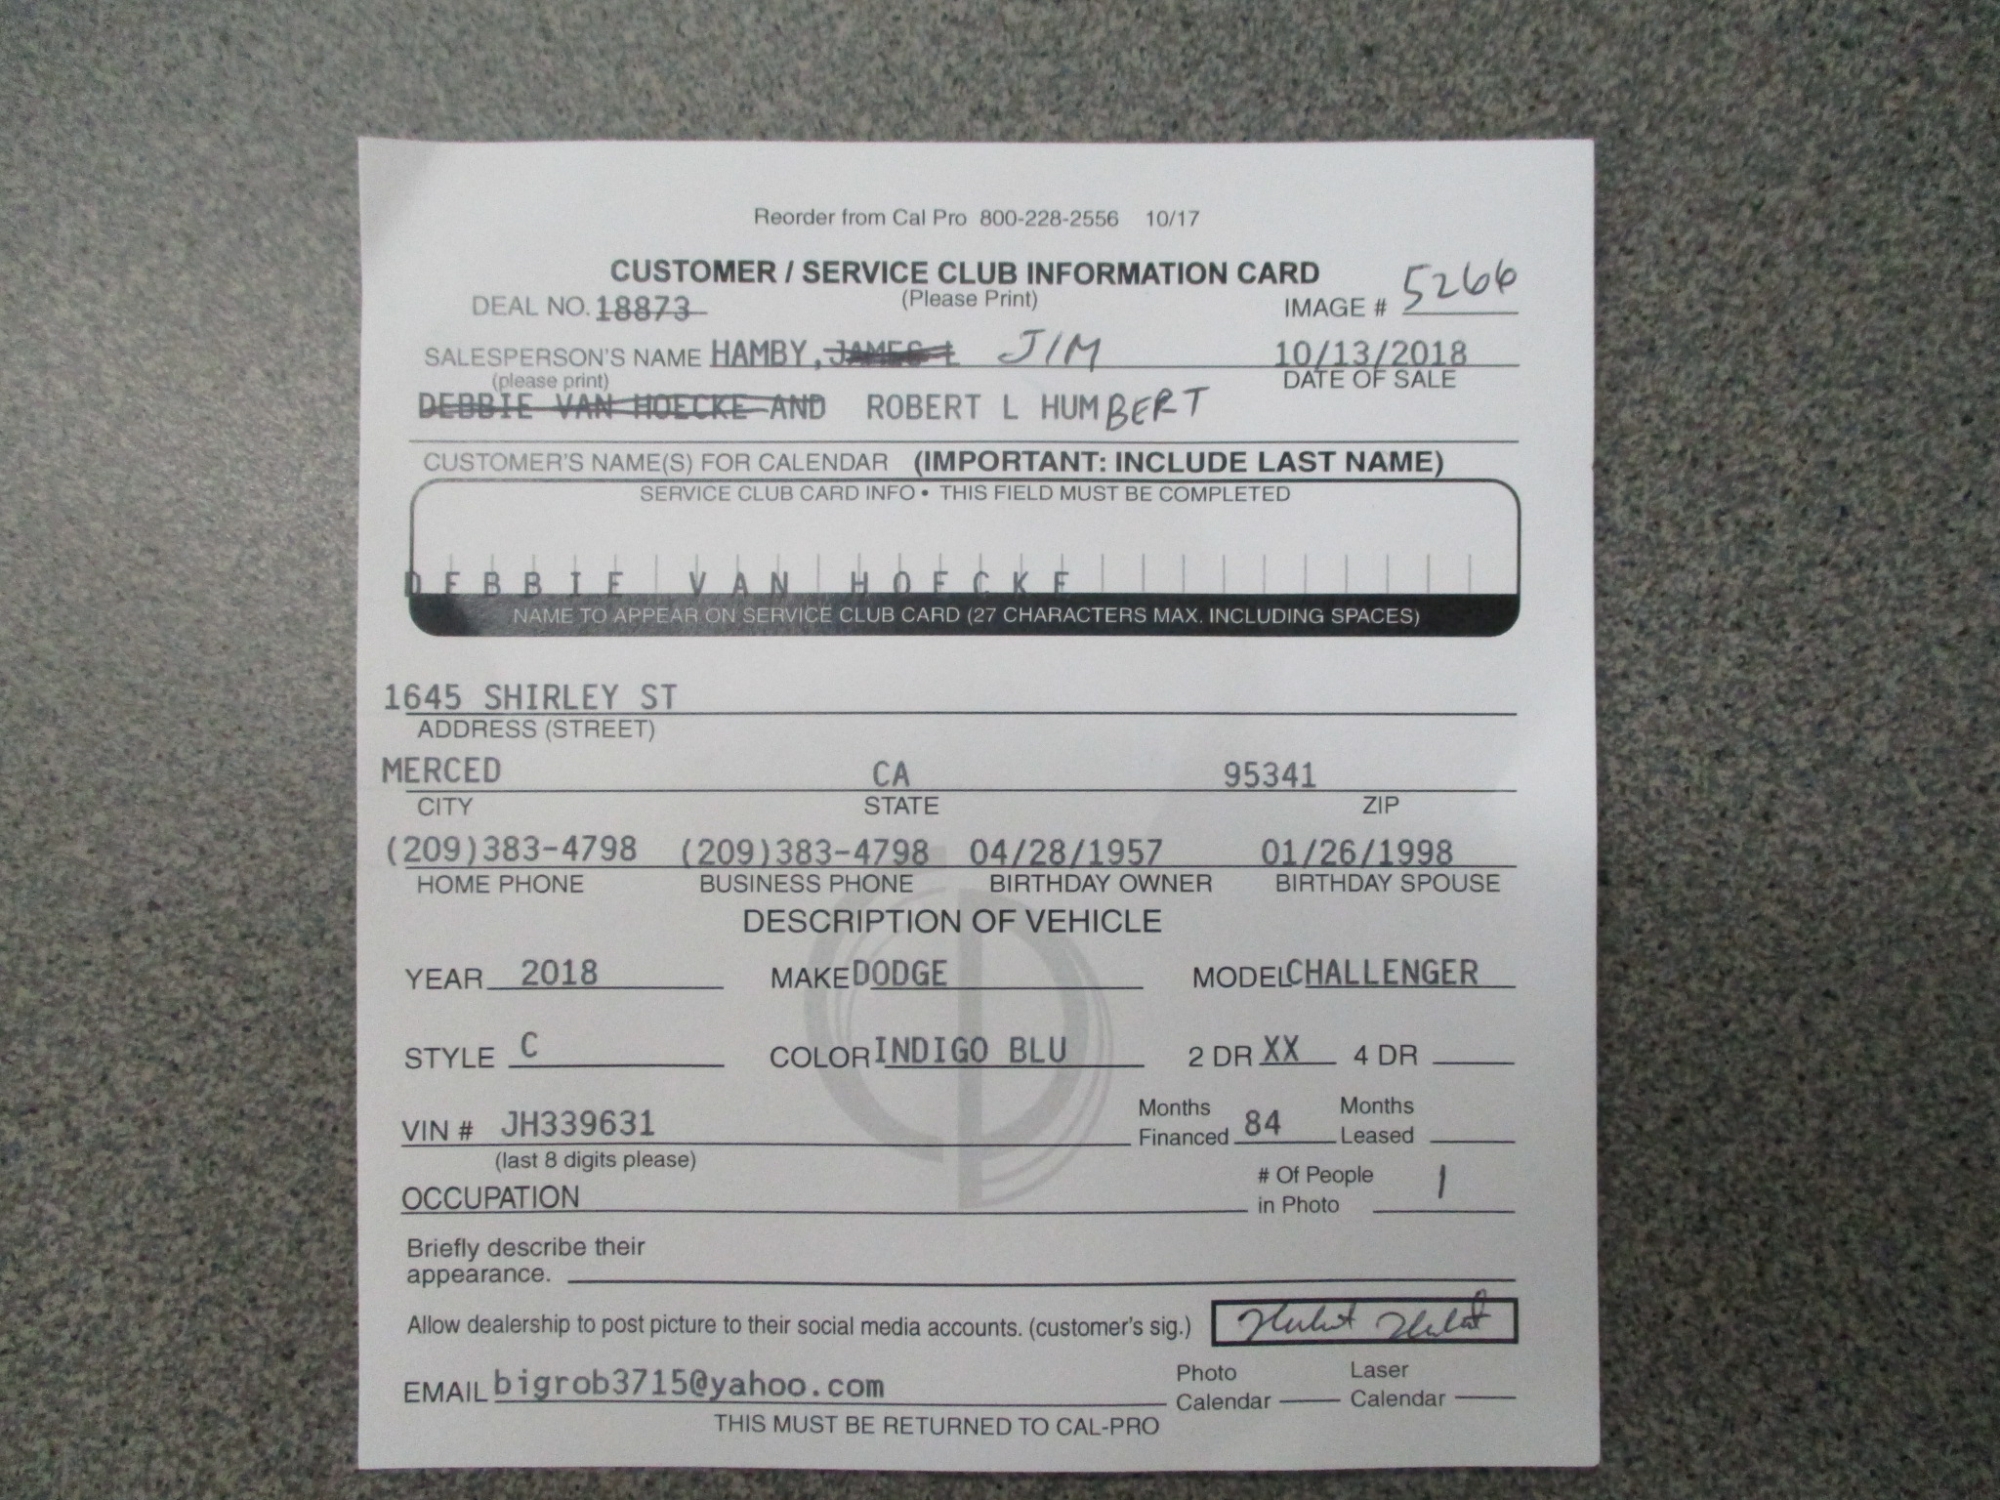 Reorder from Cal Pro 800-228-2556 10/17
CUSTOMER / SERVICE CLUB INFORMATION CARD
(Please Print)
DEAL NO. 18873 IMAGE # 5266
SALESPERSON'S NAME HAMBY, JAMES L JIM 10/13/2018
(please print) DATE OF SALE
DEBBIE VAN HOECKE AND ROBERT L HUMBERT
CUSTOMER'S NAME(S) FOR CALENDAR (IMPORTANT: INCLUDE LAST NAME)
SERVICE CLUB CARD INFO • THIS FIELD MUST BE COMPLETED
DEBBIE VAN HOECKE
NAME TO APPEAR ON SERVICE CLUB CARD (27 CHARACTERS MAX. INCLUDING SPACES)
1645 SHIRLEY ST
ADDRESS (STREET)
MERCED CA 95341
CITY STATE ZIP
(209)383-4798 (209)383-4798 04/28/1957 01/26/1998
HOME PHONE BUSINESS PHONE BIRTHDAY OWNER BIRTHDAY SPOUSE
DESCRIPTION OF VEHICLE
YEAR 2018 MAKE DODGE MODEL CHALLENGER
STYLE C COLOR INDIGO BLU 2 DR XX 4 DR
VIN # JH339631 Months Financed 84 Months Leased
(last 8 digits please)
OCCUPATION # Of People in Photo 1
Briefly describe their
appearance.
Allow dealership to post picture to their social media accounts. (customer's sig.)
EMAIL bigrob3715@yahoo.com Photo Calendar Laser Calendar
THIS MUST BE RETURNED TO CAL-PRO